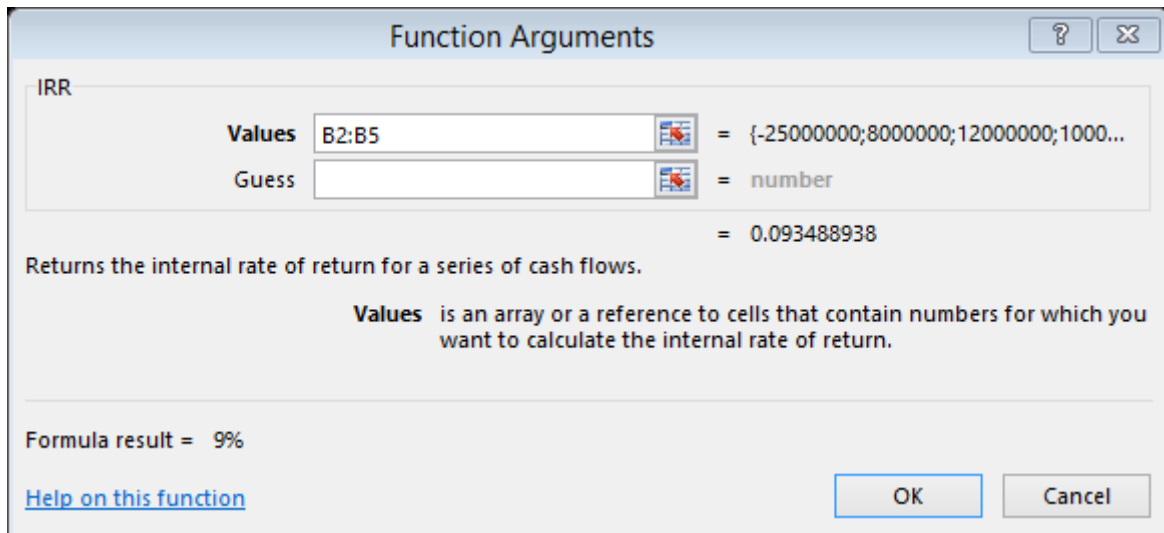 Function Arguments
IRR
Values B2:B5 = {-25000000;8000000;12000000;1000...
Guess = number
= 0.093488938
Returns the internal rate of return for a series of cash flows.
Values is an array or a reference to cells that contain numbers for which you
want to calculate the internal rate of return.
Formula result = 9%
Help on this function OK Cancel